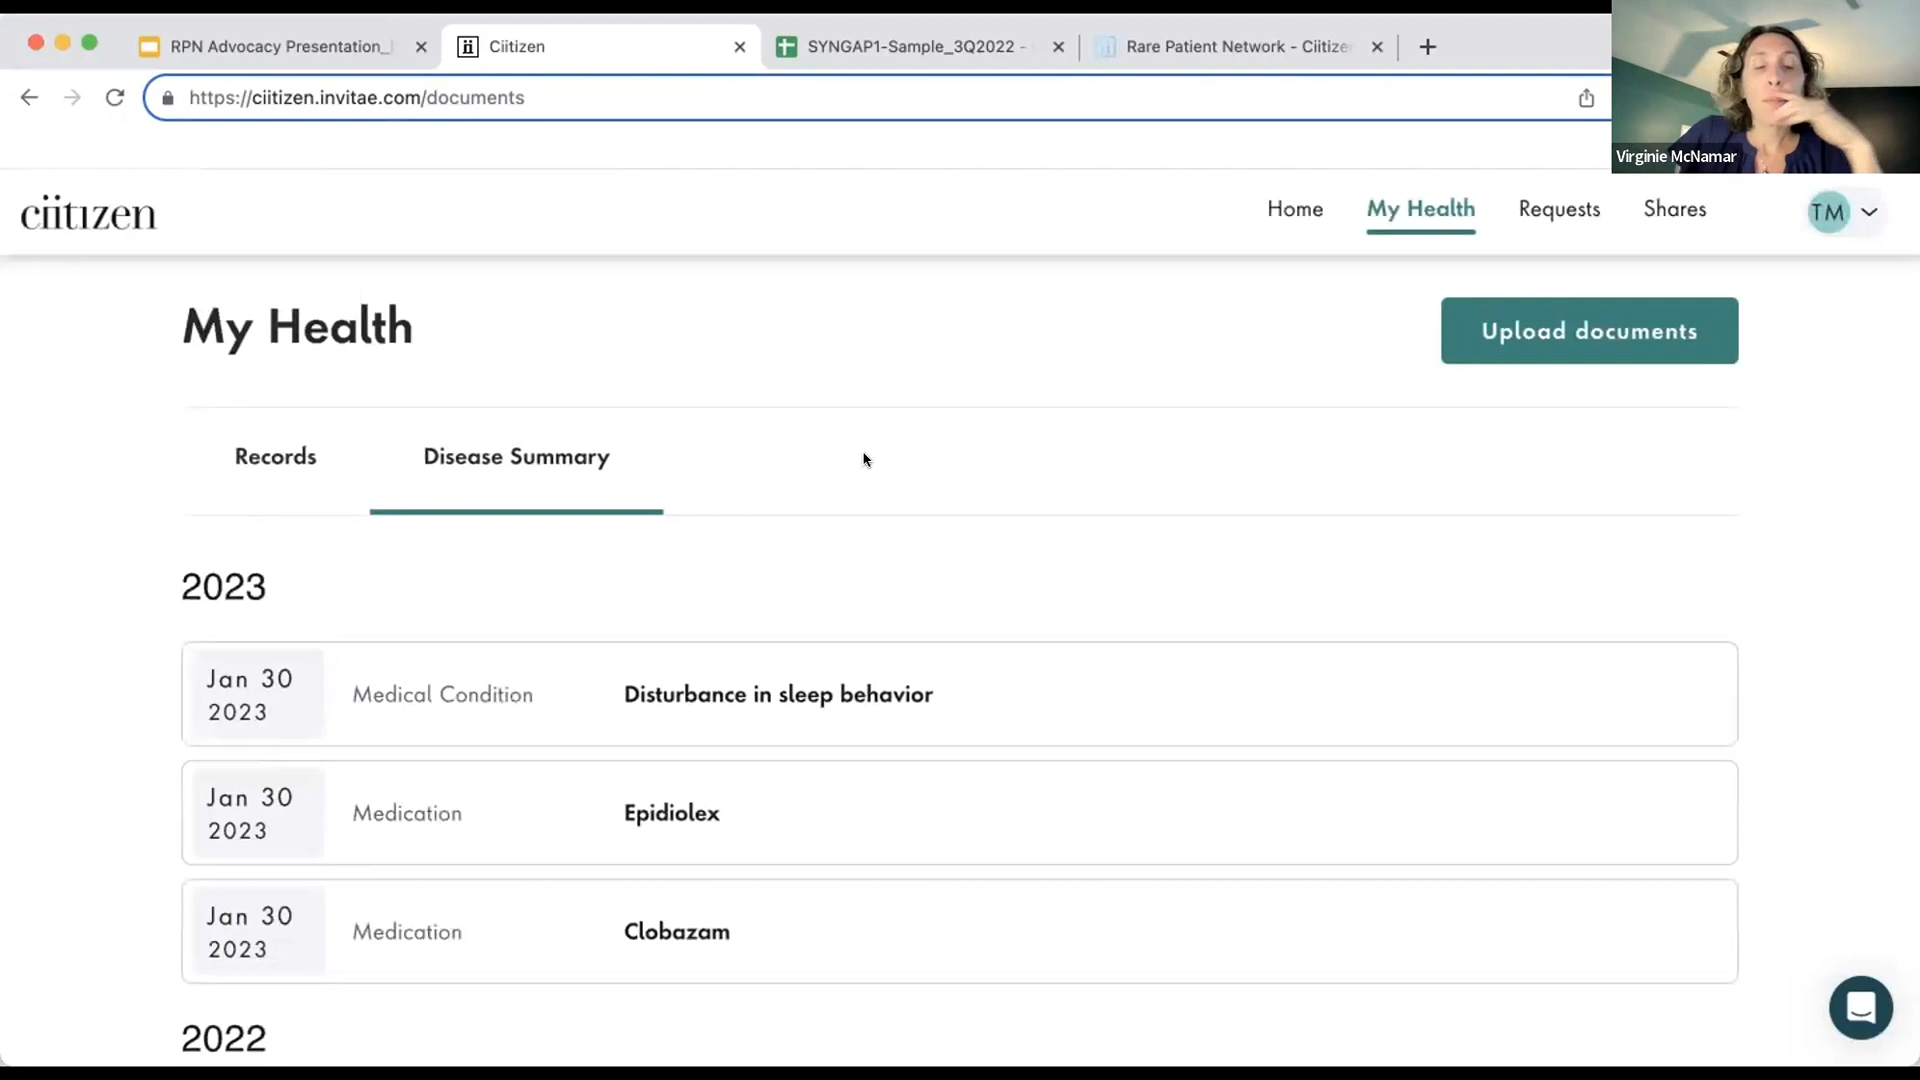 RPN Advocacy Presentation_
Ciitizen
SYNGAP1-Sample_3Q2022 -
Rare Patient Network - Ciitize
https://ciitizen.invitae.com/documents
Virginie McNamar
ciitizen
Home
My Health
Requests
Shares
TM
My Health
Upload documents
Records
Disease Summary
2023
Jan 30
2023
Medical Condition
Disturbance in sleep behavior
Jan 30
2023
Medication
Epidiolex
Jan 30
2023
Medication
Clobazam
2022